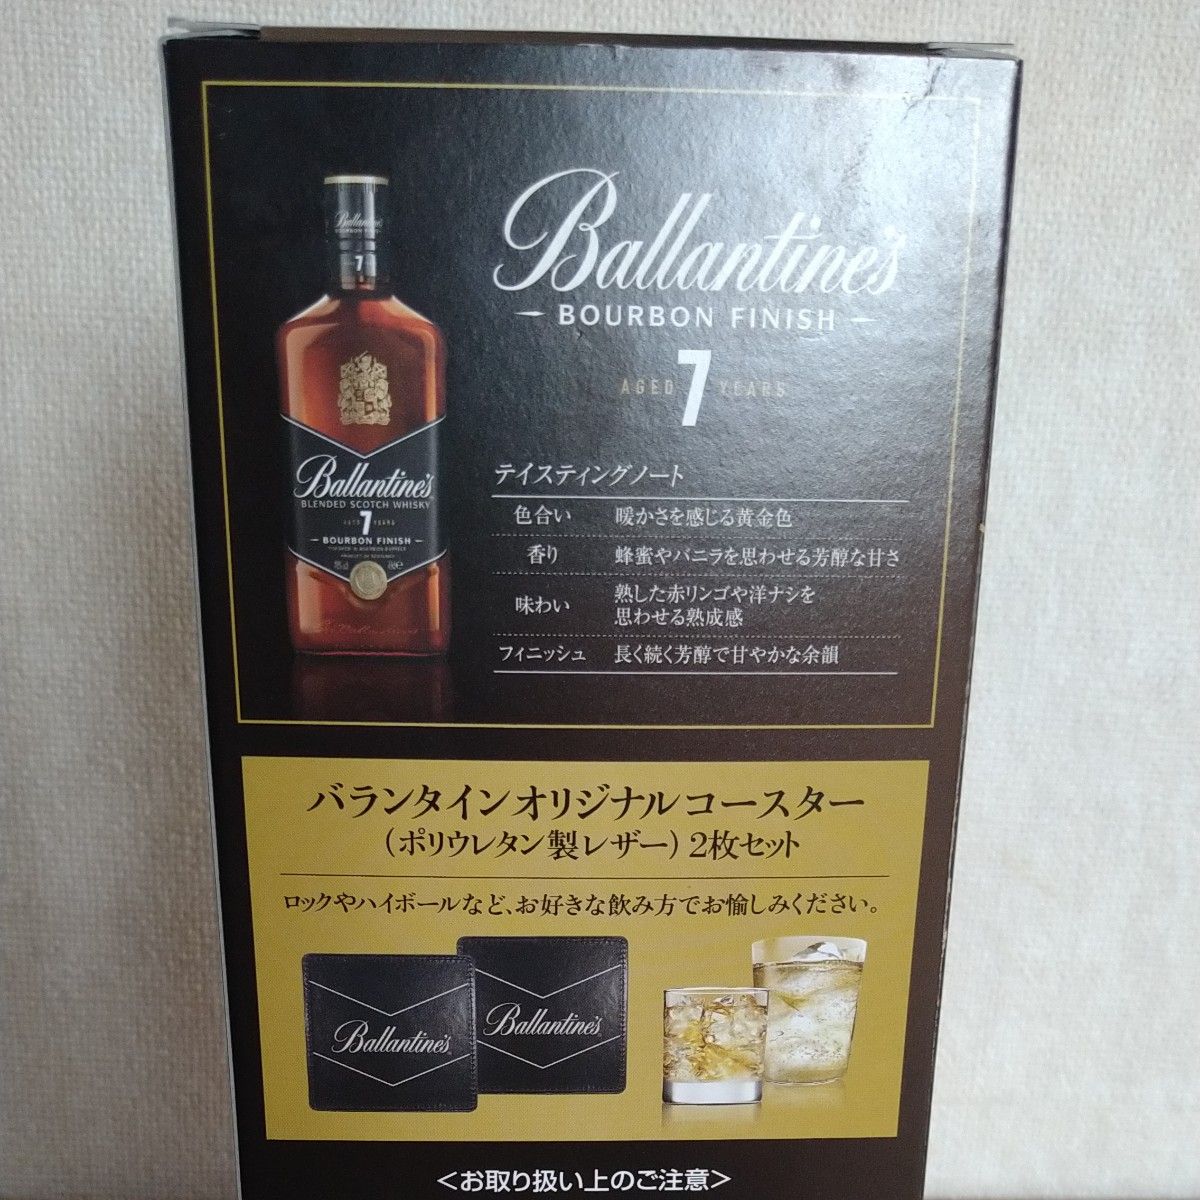 Ballantine's
BOURBON FINISH
AGED 7 YEARS
Ballantine's
BOURBON FINISH
7
Ballantine's
BLENDED SCOTCH WHISKY
AGED 7 YEARS
BOURBON FINISH
テイスティングノート
色合い 暖かさを感じる黄金色
香り 蜂蜜やバニラを思わせる芳醇な甘さ
味わい 熟した赤リンゴや洋ナシを
思わせる熟成感
フィニッシュ 長く続く芳醇で甘やかな余韻
バランタインオリジナルコースター
(ポリウレタン製レザー) 2枚セット
ロックやハイボールなど、お好きな飲み方でお愉しみください。
Ballantine's
Ballantine's
＜お取り扱い上のご注意＞